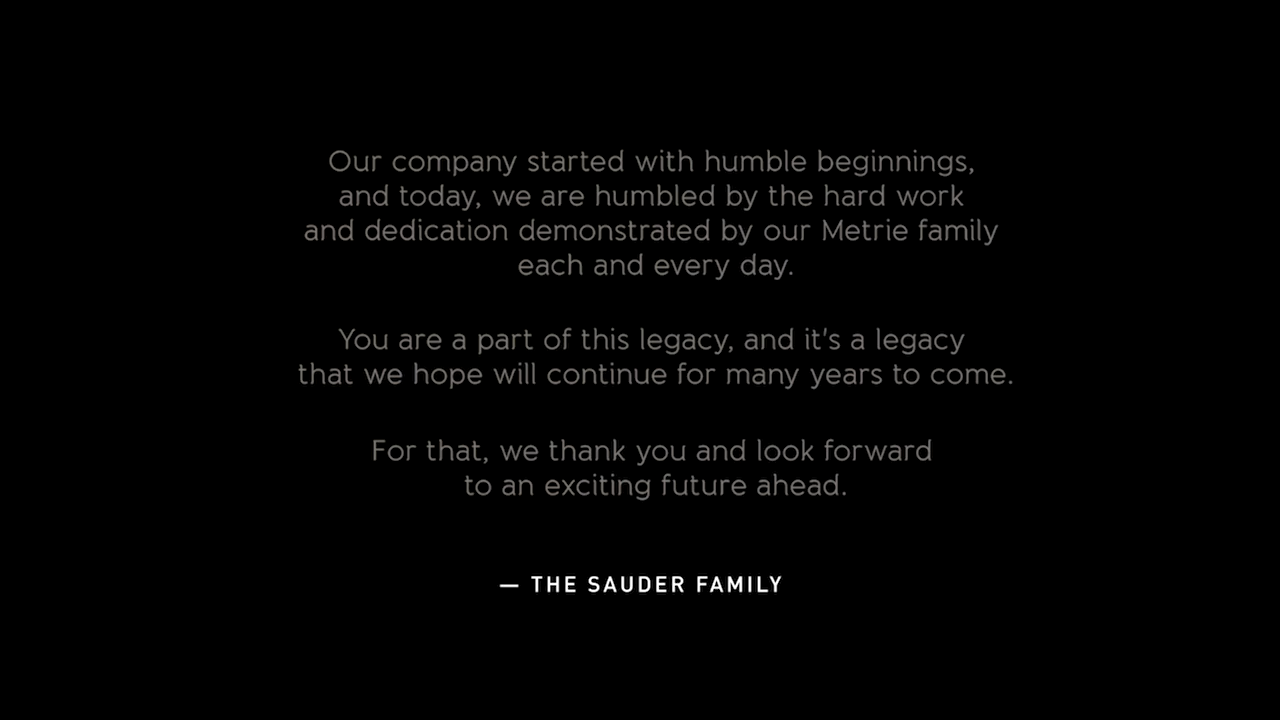 Our company started with humble beginnings,
and today, we are humbled by the hard work
and dedication demonstrated by our Metrie family
each and every day.
You are a part of this legacy, and it's a legacy
that we hope will continue for many years to come.
For that, we thank you and look forward
to an exciting future ahead.
— THE SAUDER FAMILY